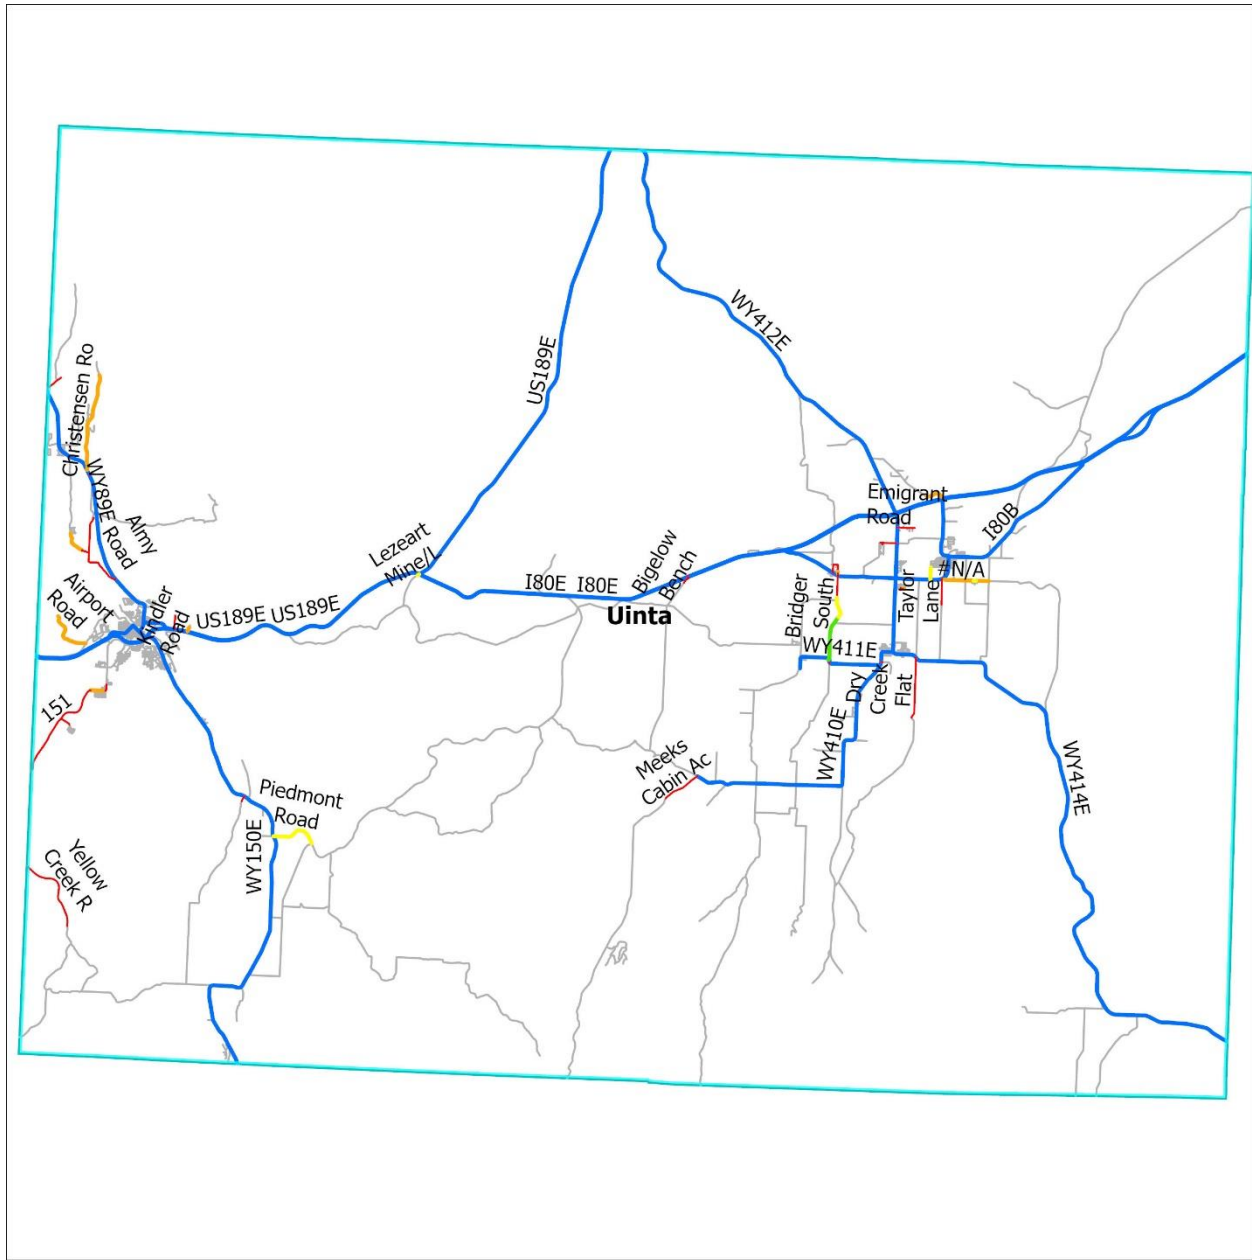 WY412E
US189E
Christensen Ro
WY89E Road
Almy
Emigrant
Road
I80B
Lezeart
Mine/L
Bigelow
Bench
I80E I80E
#N/A
Airport
Road
Kindler
Road
US189E US189E
Uinta
Bridger
South
Taylor
Lane
WY411E
Dry
Creek
Flat
151
WY410E
Meeks
Cabin Ac
WY414E
Piedmont
Road
WY150E
Yellow
Creek R